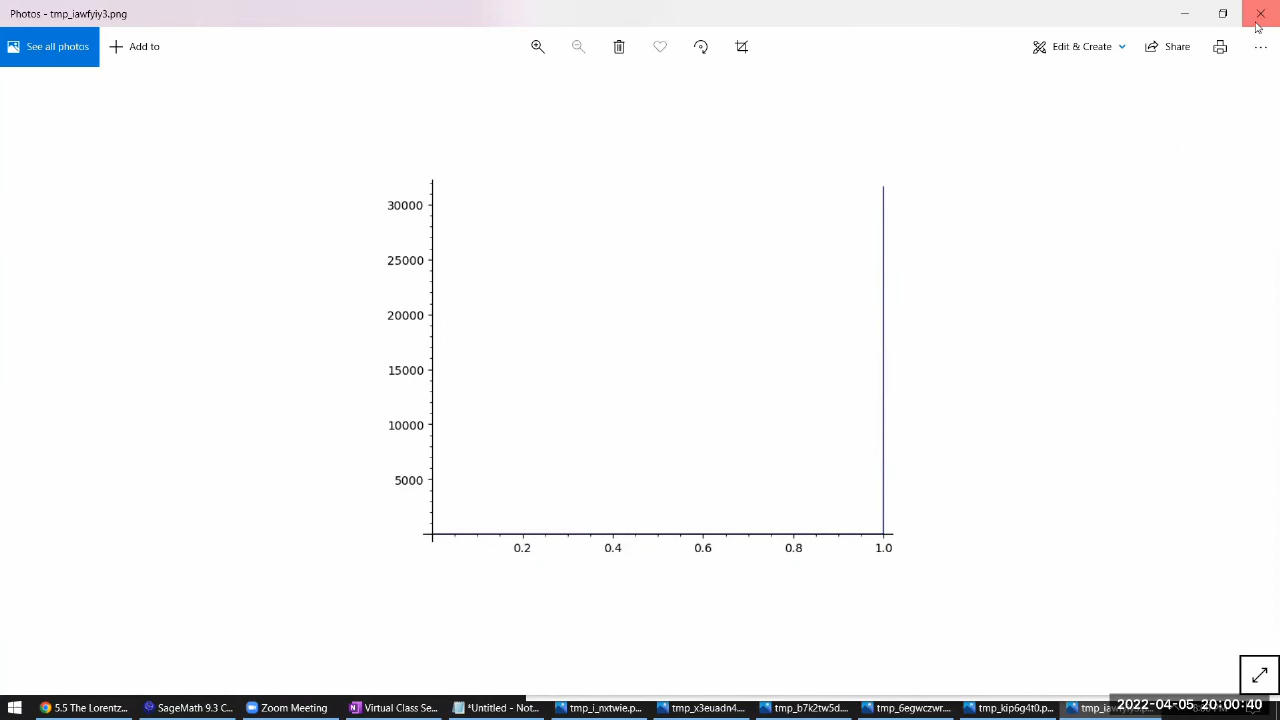 Photos - tmp_iawfyiy3.png
See all photos
Add to
Edit & Create
Share
30000
25000
20000
15000
10000
5000
0.2 0.4 0.6 0.8 1.0
5.5 The Lorentz...
SageMath 9.3 C...
Zoom Meeting
Virtual Class Se...
*Untitled - Not...
tmp_i_nxtwie.p...
tmp_x3euadn4...
tmp_b7k2tw5d...
tmp_6egwczwr...
tmp_kip6g4t0.p...
2022-04-05 20:00:40